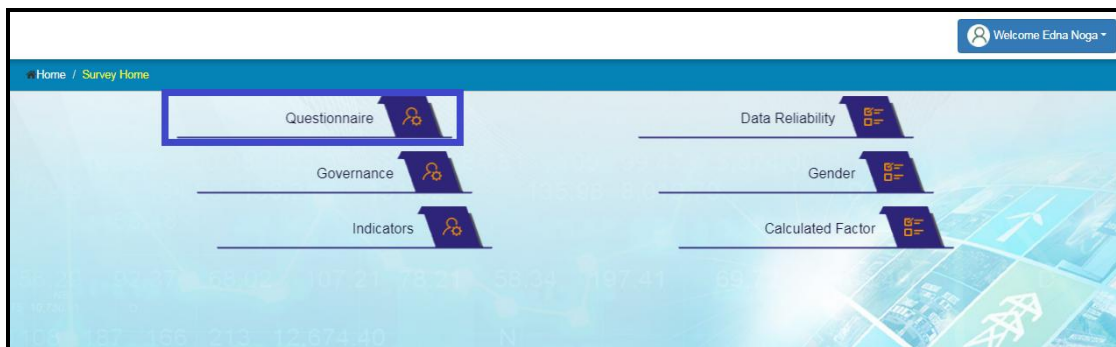 Welcome Edna Noga
Home / Survey Home
Questionnaire
Data Reliability
Governance
Gender
Indicators
Calculated Factor